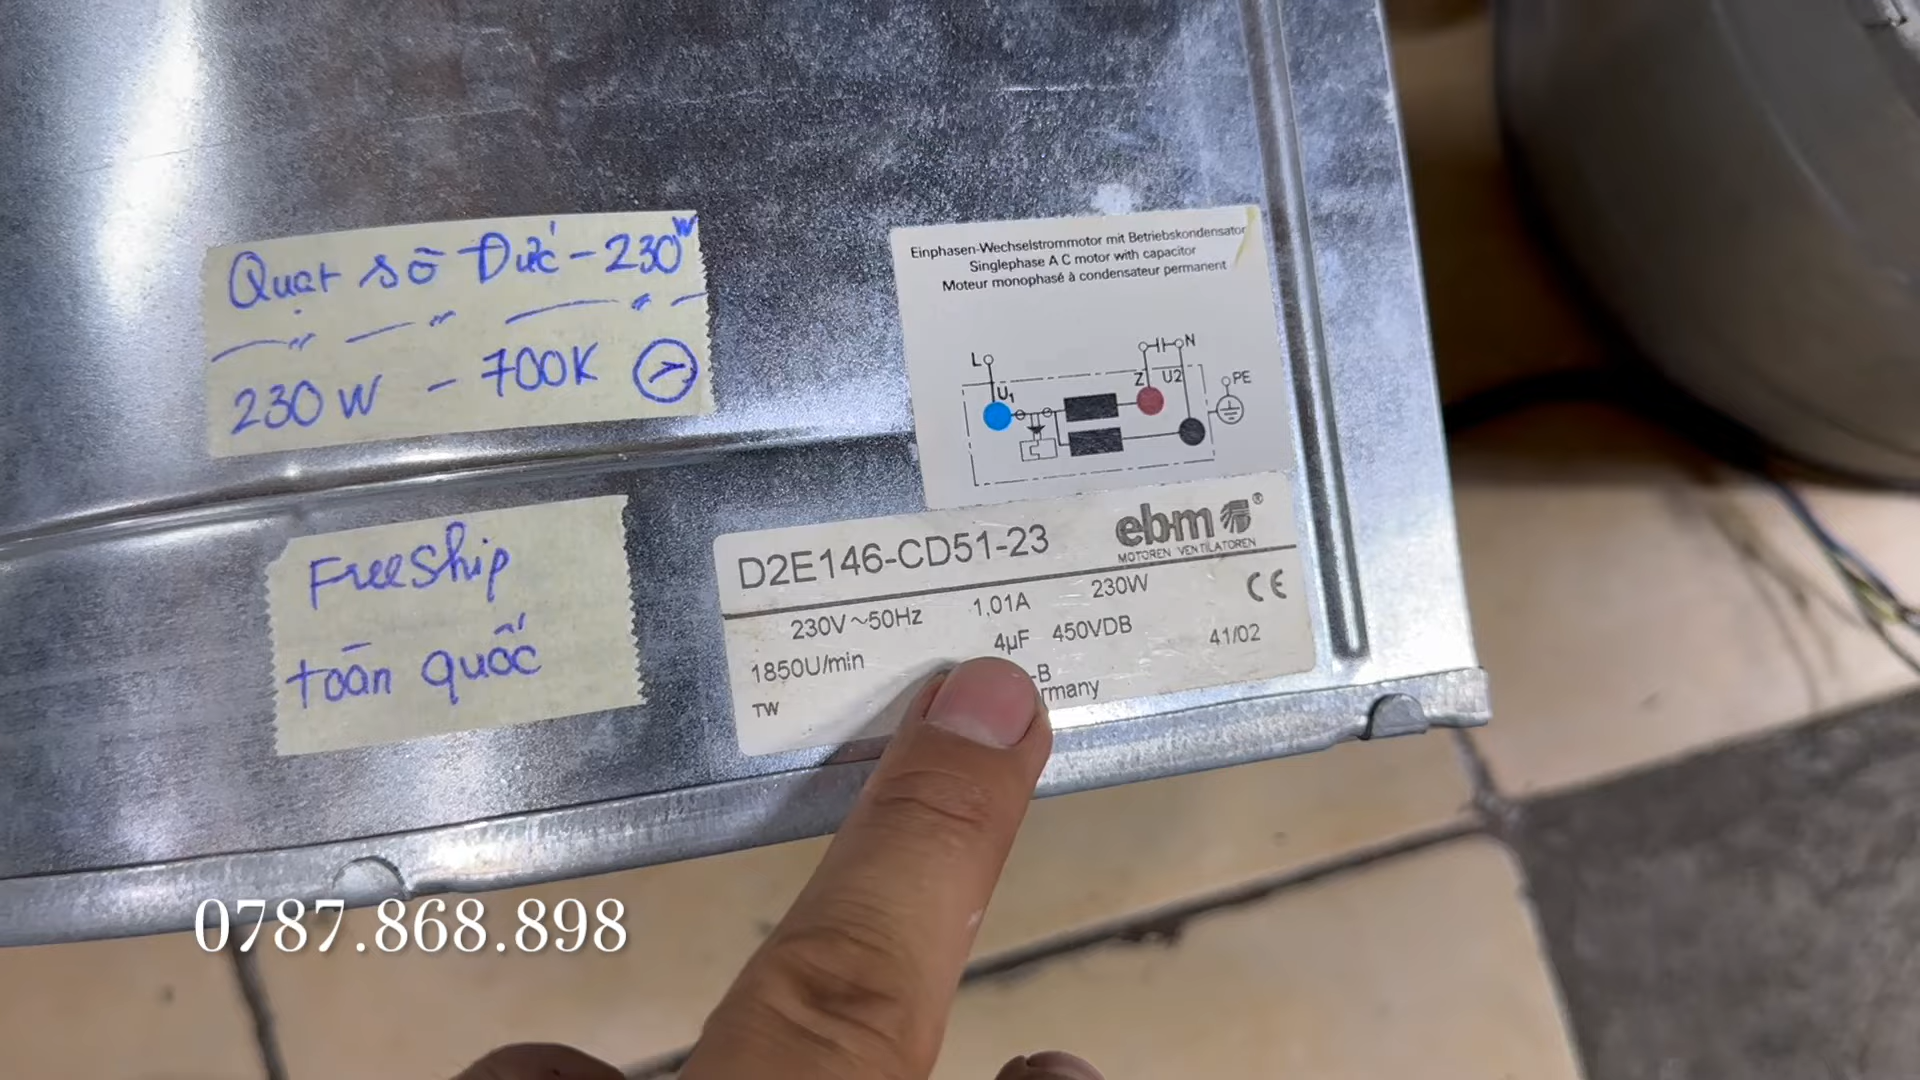 Quạt sò Đức - 230W
230W - 700K
FreeShip
toàn quốc
Einphasen-Wechselstrommotor mit Betriebskondensator
Singlephase A C motor with capacitor
Moteur monophasé à condensateur permanent
L N
U1 Z U2 PE
D2E146-CD51-23 ebm®
MOTOREN VENTILATOREN
230V~50Hz 1,01A 230W CE
1850U/min 4µF 450VDB 41/02
TW -B
rmany
0787.868.898